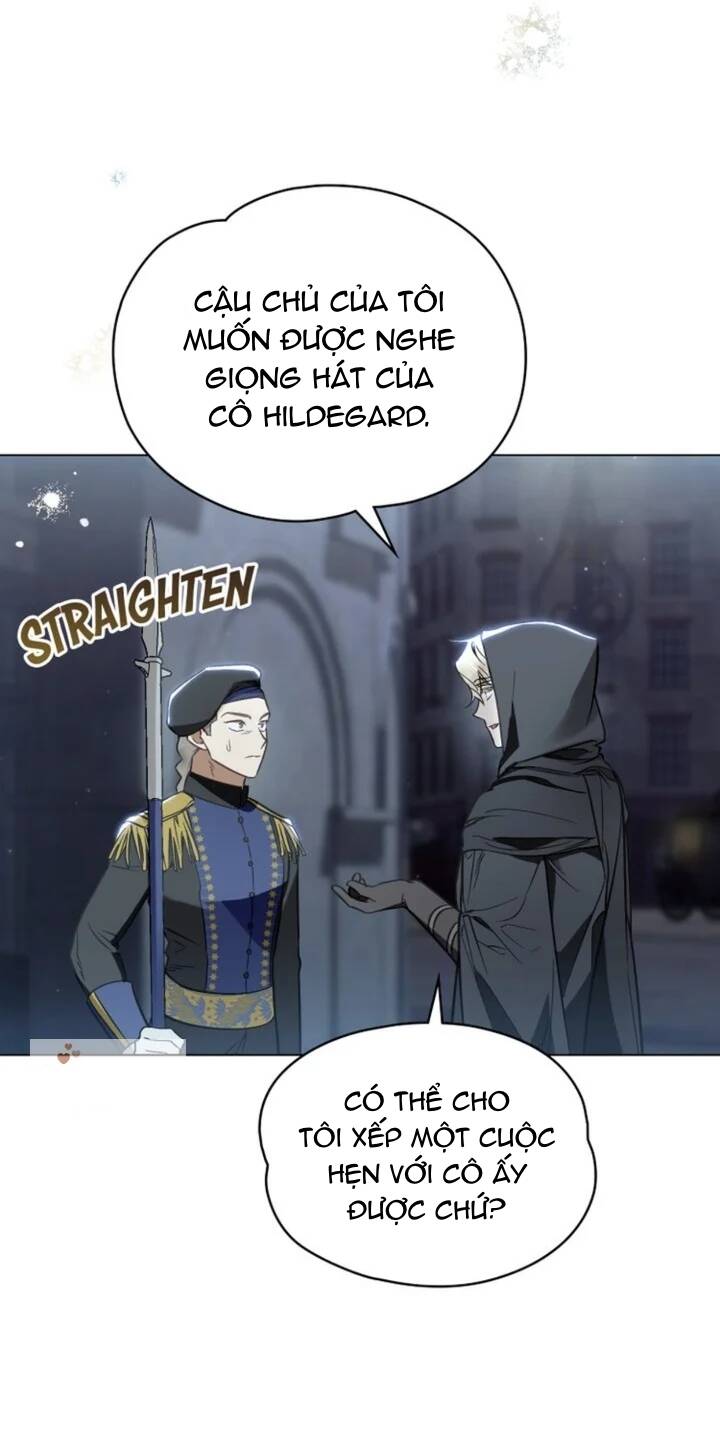 CẬU CHỦ CỦA TÔI
MUỐN ĐƯỢC NGHE
GIỌNG HÁT CỦA
CÔ HILDEGARD.
STRAIGHTEN
CÓ THỂ CHO
TÔI XẾP MỘT CUỘC
HẸN VỚI CÔ ẤY
ĐƯỢC CHỨ?